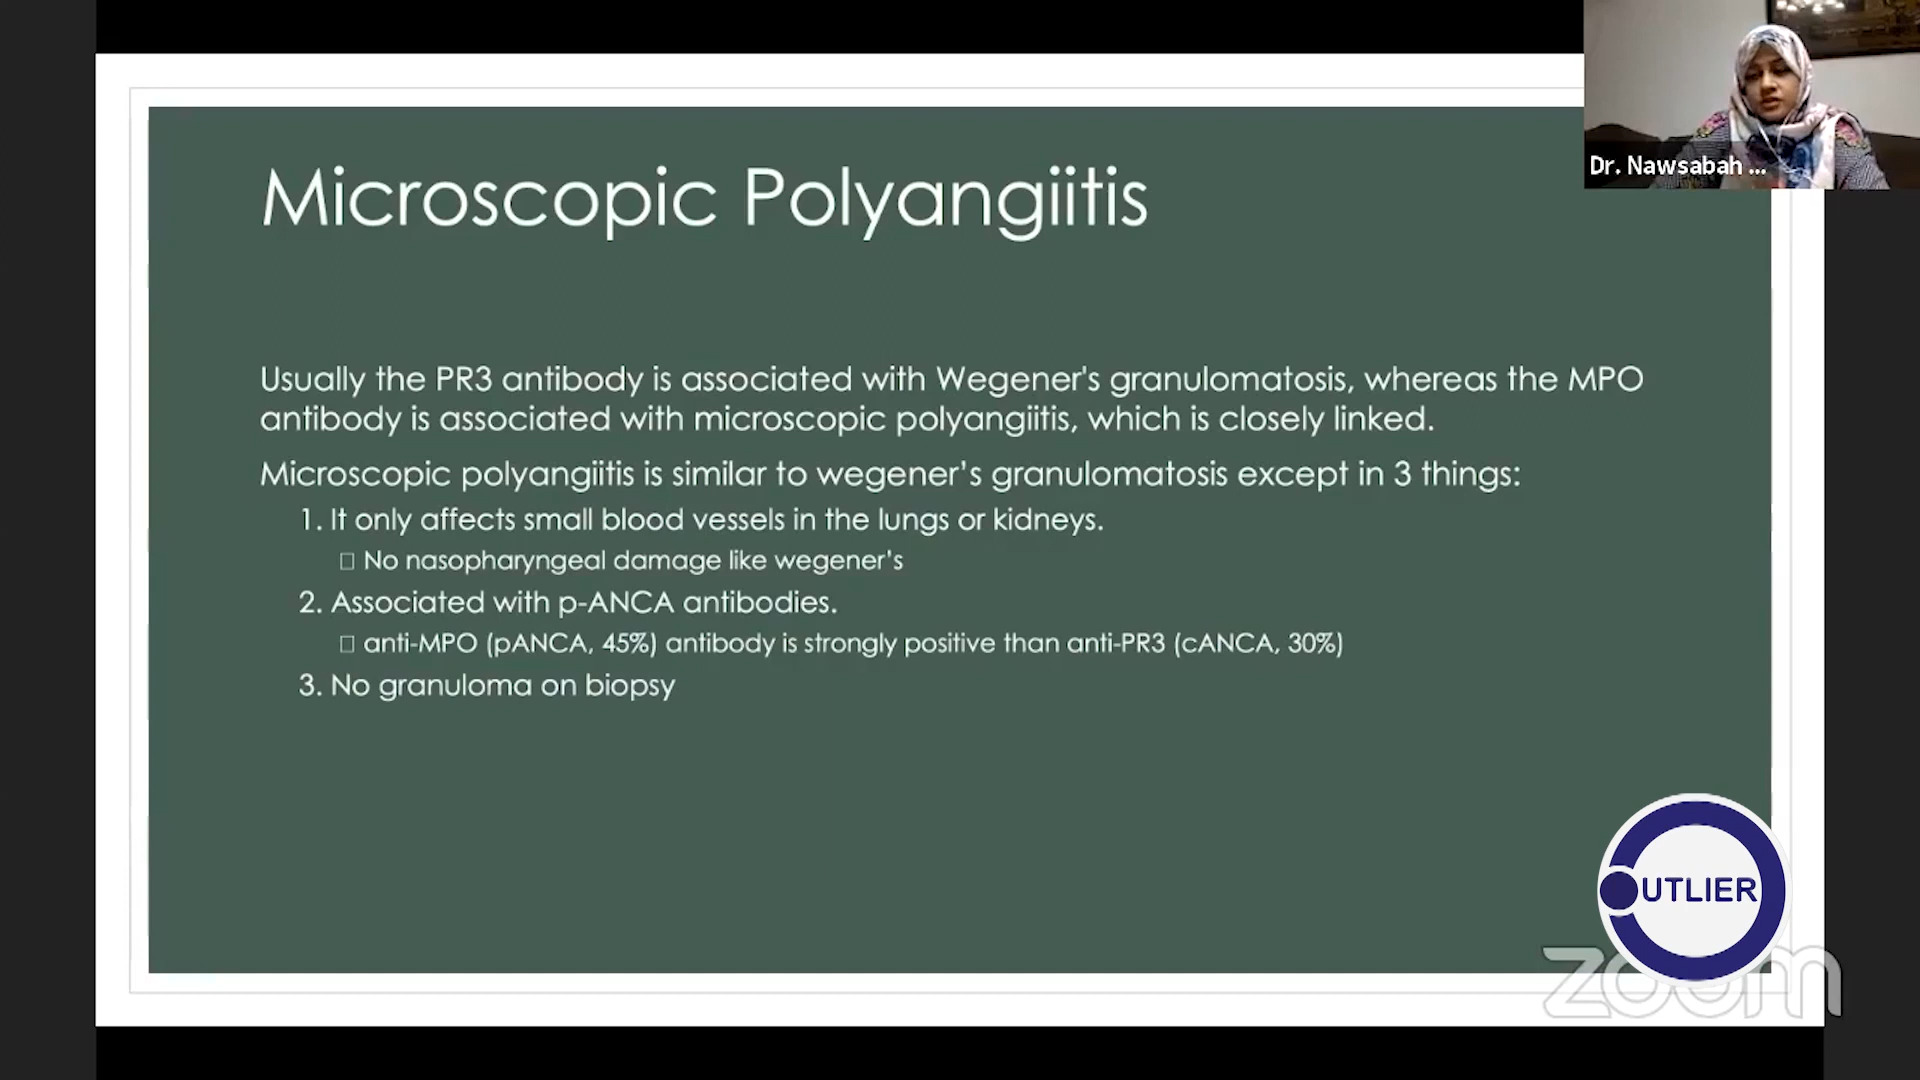 Dr. Nawsabah ...
Microscopic Polyangiitis
Usually the PR3 antibody is associated with Wegener's granulomatosis, whereas the MPO
antibody is associated with microscopic polyangiitis, which is closely linked.
Microscopic polyangiitis is similar to wegener's granulomatosis except in 3 things:
1. It only affects small blood vessels in the lungs or kidneys.
□ No nasopharyngeal damage like wegener's
2. Associated with p-ANCA antibodies.
□ anti-MPO (pANCA, 45%) antibody is strongly positive than anti-PR3 (cANCA, 30%)
3. No granuloma on biopsy
OUTLIER
zoom